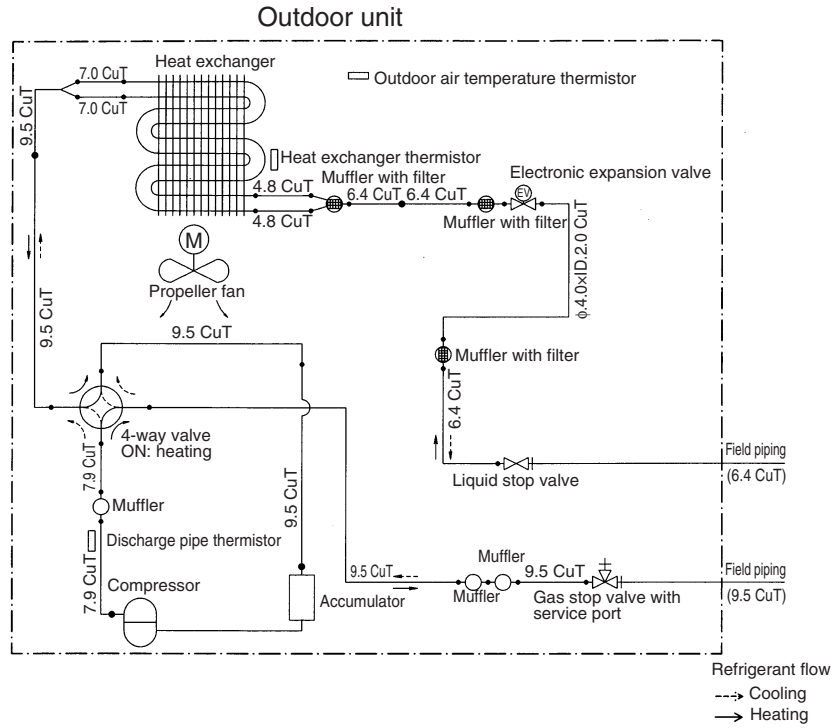 Outdoor unit
Heat exchanger
7.0 CuT
7.0 CuT
9.5 CuT
Outdoor air temperature thermistor
Heat exchanger thermistor
Muffler with filter
4.8 CuT
4.8 CuT
6.4 CuT
6.4 CuT
Electronic expansion valve
EV
Muffler with filter
M
Propeller fan
9.5 CuT
9.5 CuT
ϕ.4.0xID.2.0 CuT
Muffler with filter
6.4 CuT
4-way valve
ON: heating
7.9 CuT
Muffler
Discharge pipe thermistor
7.9 CuT
Compressor
9.5 CuT
Accumulator
Liquid stop valve
Field piping
(6.4 CuT)
9.5 CuT
Muffler
Muffler
9.5 CuT
Gas stop valve with
service port
Field piping
(9.5 CuT)
Refrigerant flow
Cooling
Heating